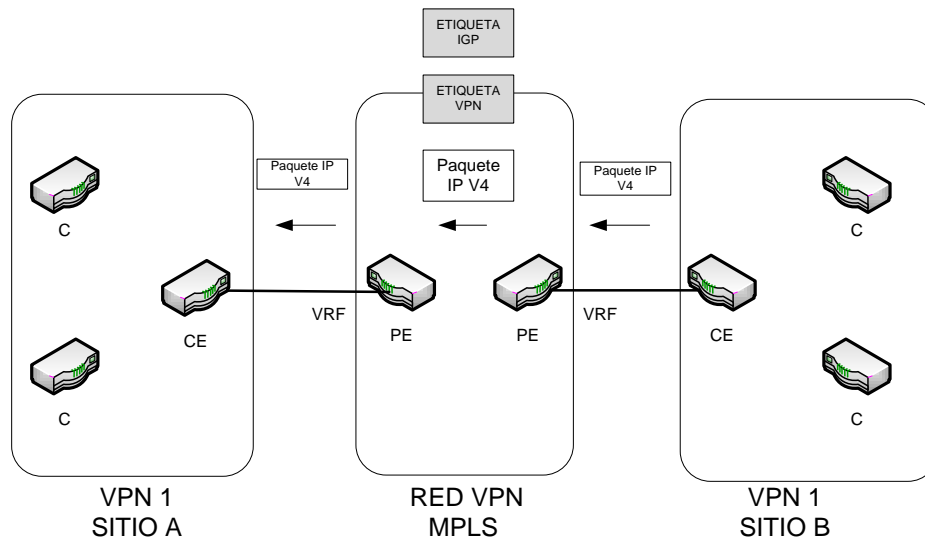 ETIQUETA
IGP
ETIQUETA
VPN
Paquete IP
V4
Paquete
IP V4
Paquete IP
V4
C
C
CE
VRF
PE
PE
VRF
CE
C
C
VPN 1
SITIO A
RED VPN
MPLS
VPN 1
SITIO B